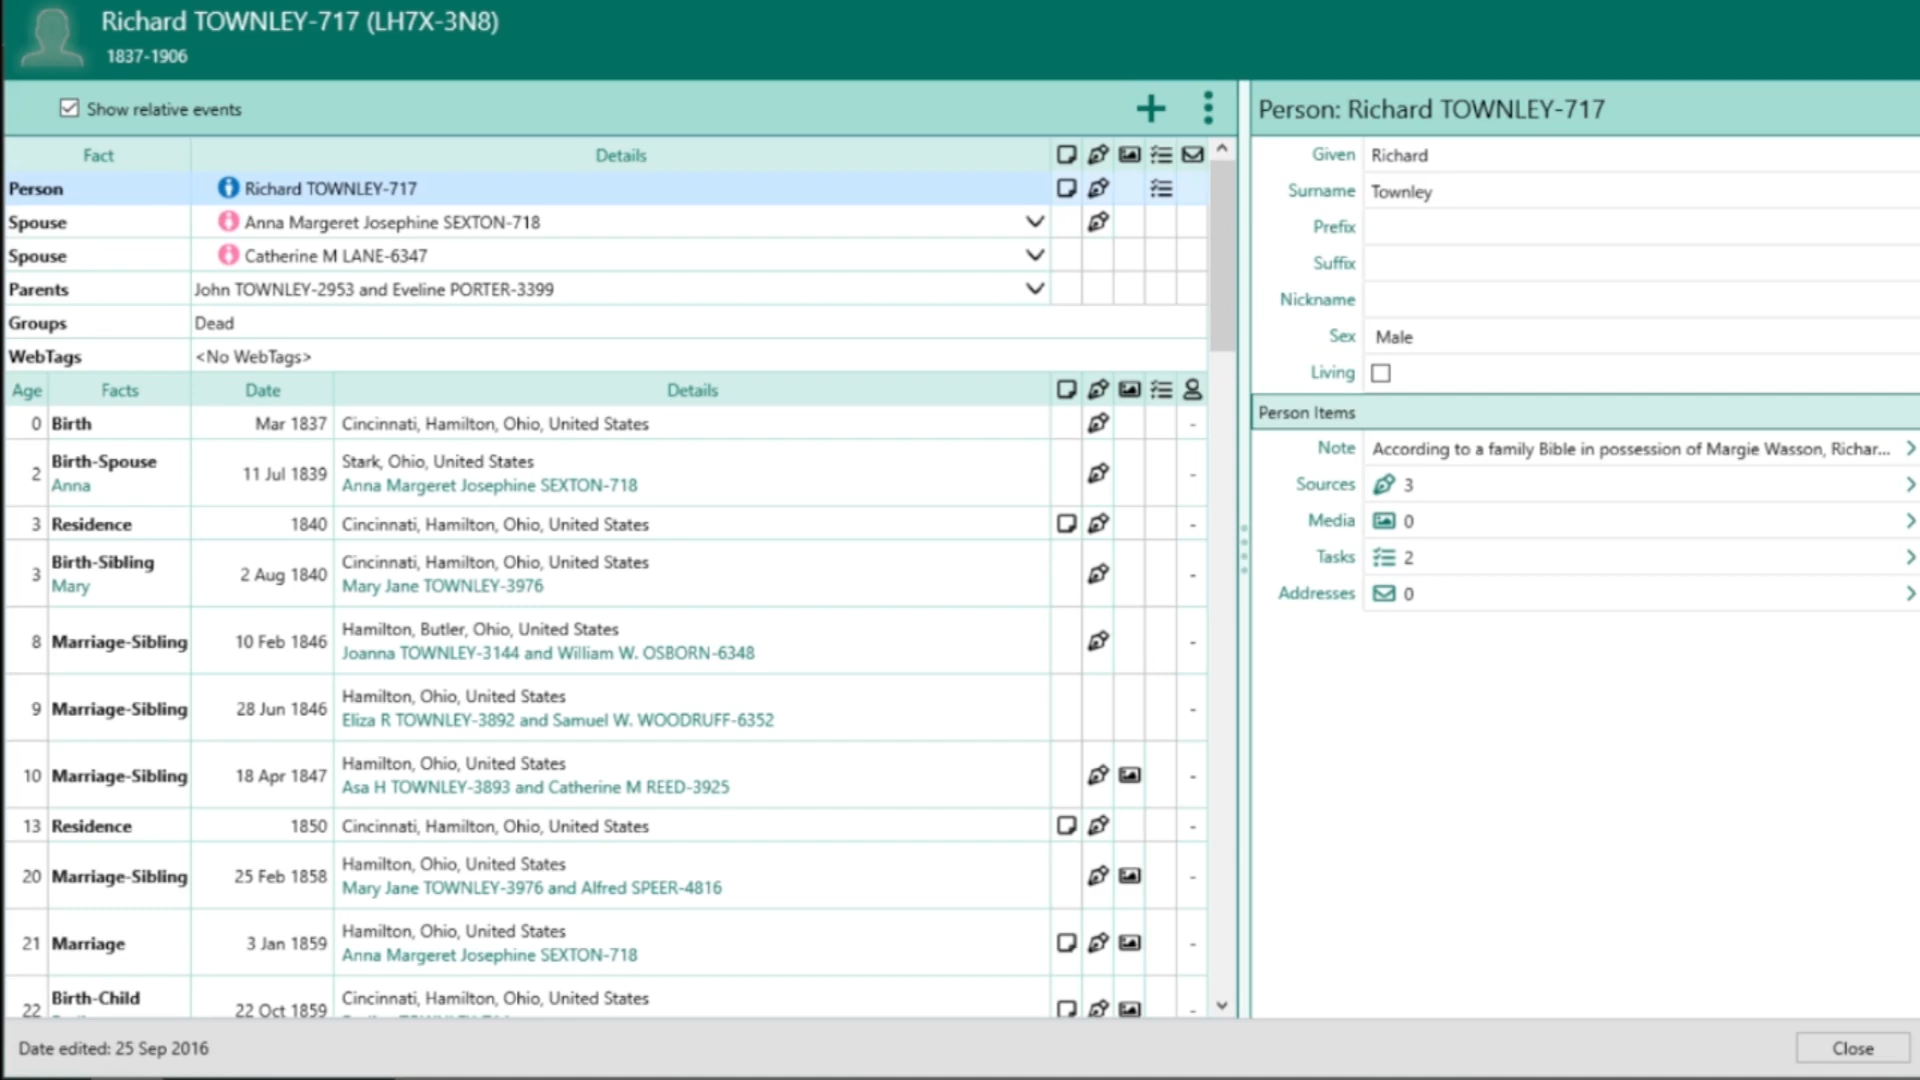 Richard TOWNLEY-717 (LH7X-3N8)
1837-1906
Show relative events
Fact Details
Person Richard TOWNLEY-717
Spouse Anna Margeret Josephine SEXTON-718
Spouse Catherine M LANE-6347
Parents John TOWNLEY-2953 and Eveline PORTER-3399
Groups Dead
WebTags <No WebTags>
Age Facts Date Details
0 Birth Mar 1837 Cincinnati, Hamilton, Ohio, United States -
2 Birth-Spouse Anna 11 Jul 1839 Stark, Ohio, United States
Anna Margeret Josephine SEXTON-718 -
3 Residence 1840 Cincinnati, Hamilton, Ohio, United States -
3 Birth-Sibling Mary 2 Aug 1840 Cincinnati, Hamilton, Ohio, United States
Mary Jane TOWNLEY-3976 -
8 Marriage-Sibling 10 Feb 1846 Hamilton, Butler, Ohio, United States
Joanna TOWNLEY-3144 and William W. OSBORN-6348 -
9 Marriage-Sibling 28 Jun 1846 Hamilton, Ohio, United States
Eliza R TOWNLEY-3892 and Samuel W. WOODRUFF-6352 -
10 Marriage-Sibling 18 Apr 1847 Hamilton, Ohio, United States
Asa H TOWNLEY-3893 and Catherine M REED-3925 -
13 Residence 1850 Cincinnati, Hamilton, Ohio, United States -
20 Marriage-Sibling 25 Feb 1858 Hamilton, Ohio, United States
Mary Jane TOWNLEY-3976 and Alfred SPEER-4816 -
21 Marriage 3 Jan 1859 Hamilton, Ohio, United States
Anna Margeret Josephine SEXTON-718 -
22 Birth-Child 22 Oct 1859 Cincinnati, Hamilton, Ohio, United States -
Person: Richard TOWNLEY-717
Given Richard
Surname Townley
Prefix
Suffix
Nickname
Sex Male
Living
Person Items
Note According to a family Bible in possession of Margie Wasson, Richar...
Sources 3
Media 0
Tasks 2
Addresses 0
Date edited: 25 Sep 2016
Close